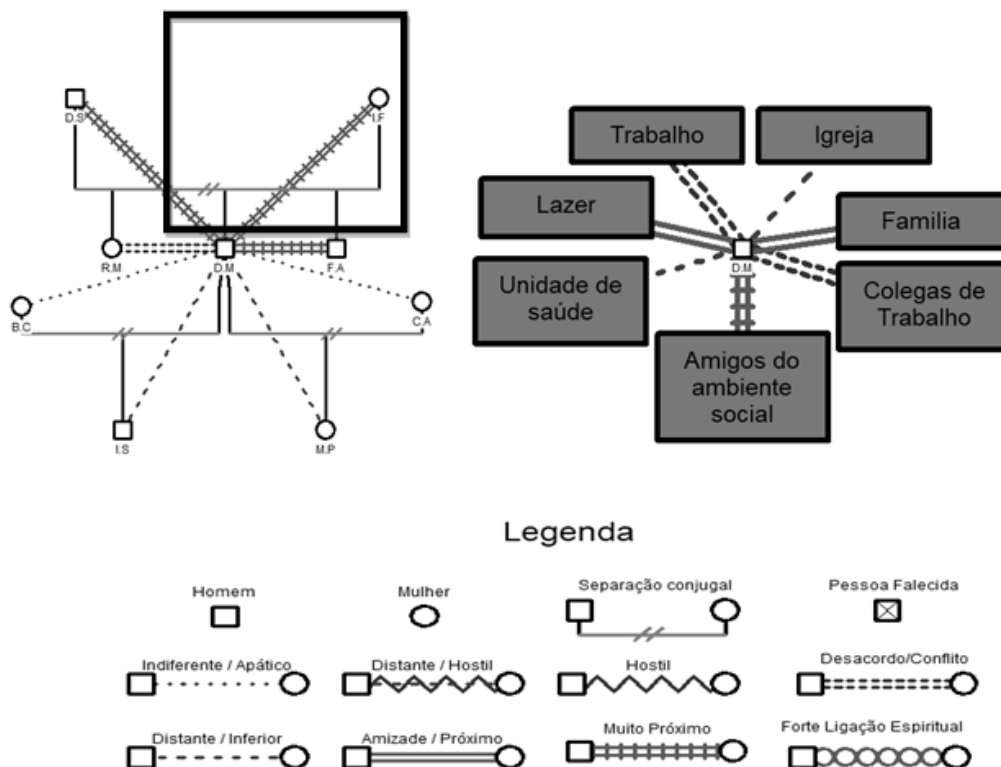 D.S
I.F
R.M
D.M
F.A
B.C
C.A
I.S
M.P
Trabalho
Igreja
Lazer
Familia
D.M
Unidade de
saúde
Colegas de
Trabalho
Amigos do
ambiente
social
Legenda
Homem
Mulher
Separação conjugal
Pessoa Falecida
Indiferente / Apático
Distante / Hostil
Hostil
Desacordo/Conflito
Distante / Inferior
Amizade / Próximo
Muito Próximo
Forte Ligação Espiritual